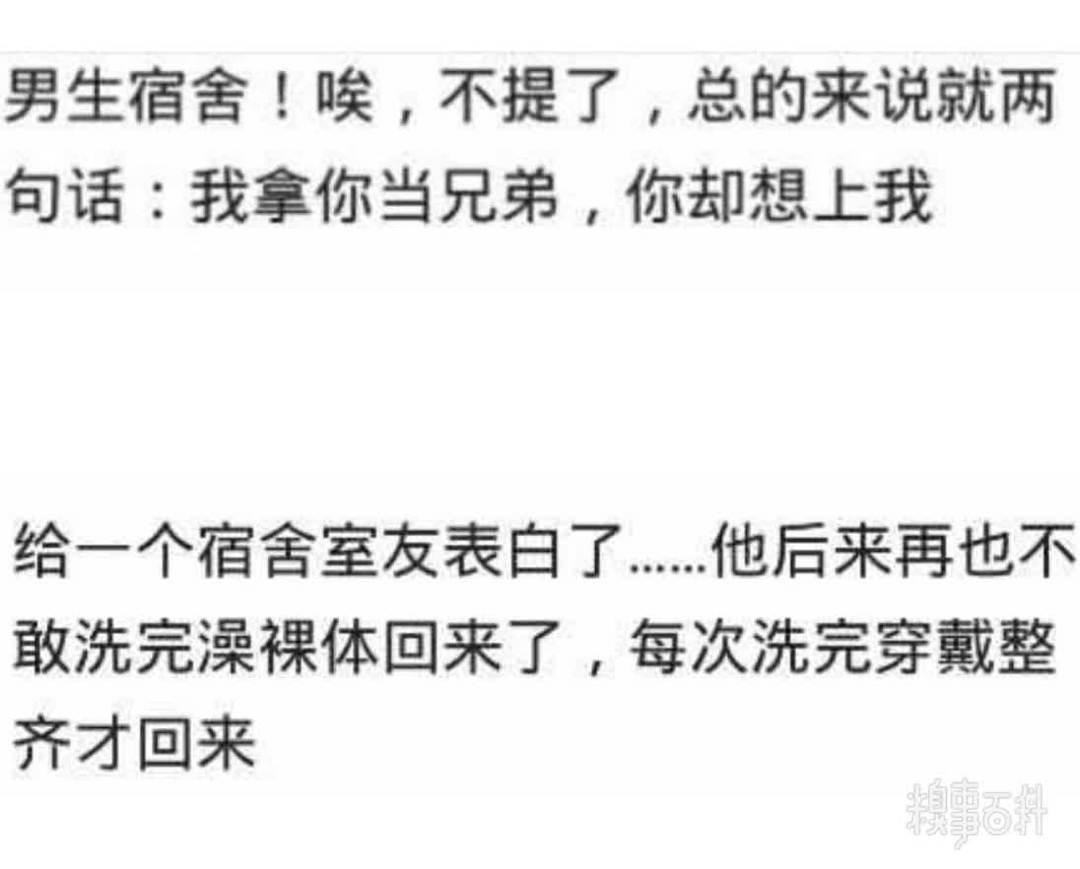 男生宿舍！唉，不提了，总的来说就两
句话：我拿你当兄弟，你却想上我
给一个宿舍室友表白了……他后来再也不
敢洗完澡裸体回来了，每次洗完穿戴整
齐才回来
糗事百科